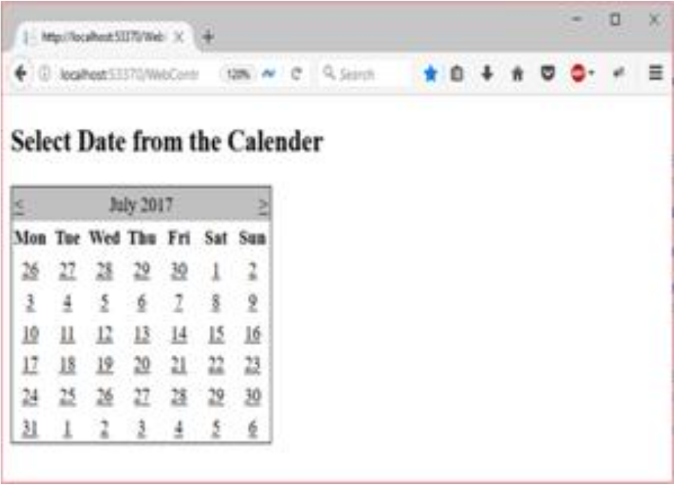 http://localhost:53370/Web
localhost:53370/WebContr 120% Search
Select Date from the Calender
< July 2017 >
Mon Tue Wed Thu Fri Sat Sun
26 27 28 29 30 1 2
3 4 5 6 7 8 9
10 11 12 13 14 15 16
17 18 19 20 21 22 23
24 25 26 27 28 29 30
31 1 2 3 4 5 6